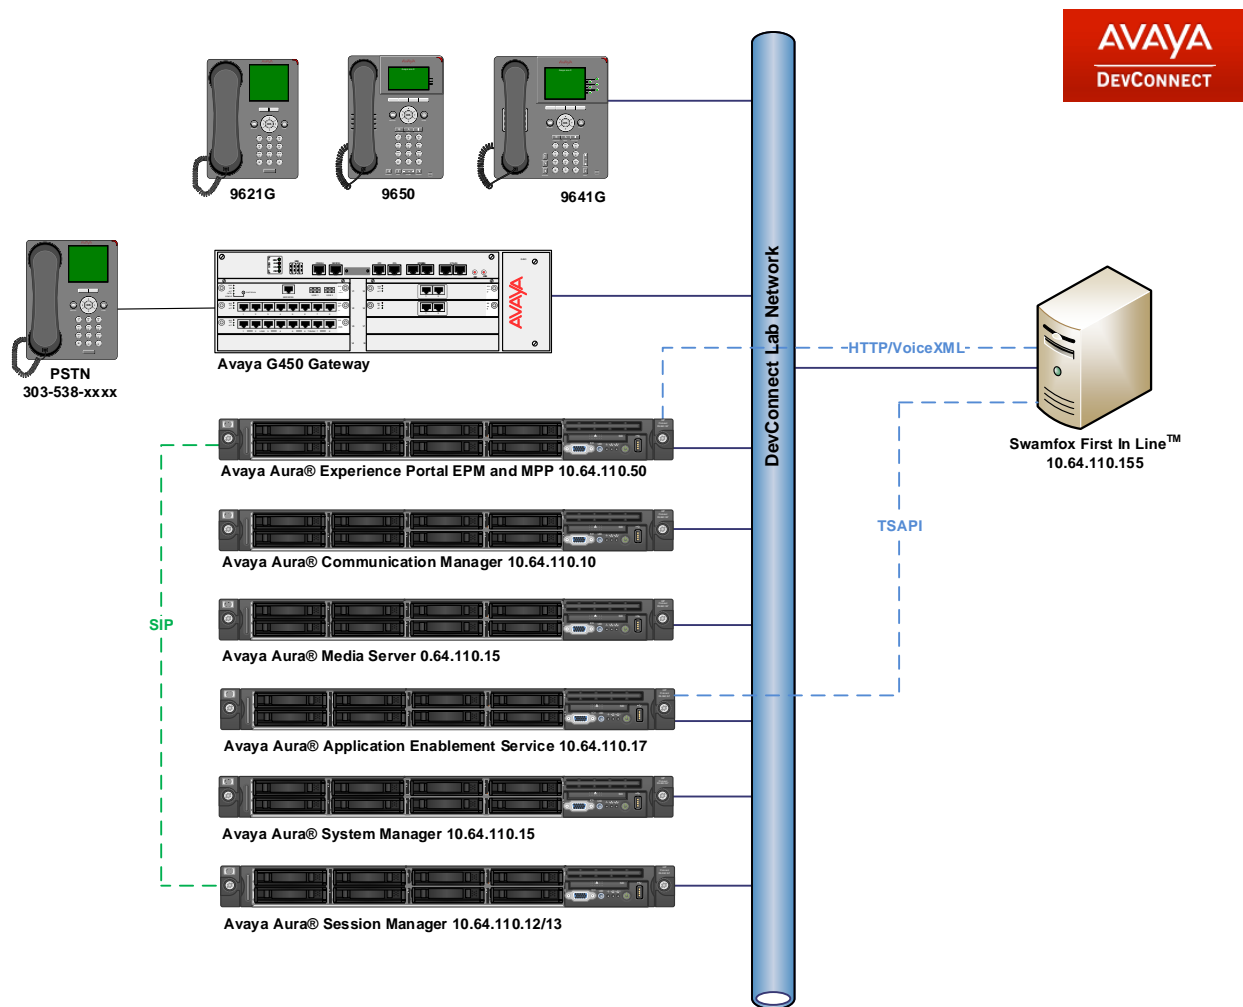 AVAYA
DEVCONNECT
9621G
9650
9641G
AVAYA
Avaya G450 Gateway
PSTN
303-538-xxxx
DevConnect Lab Network
HTTP/VoiceXML
Swamfox First In Line™
10.64.110.155
Avaya Aura® Experience Portal EPM and MPP 10.64.110.50
TSAPI
Avaya Aura® Communication Manager 10.64.110.10
SIP
Avaya Aura® Media Server 0.64.110.15
Avaya Aura® Application Enablement Service 10.64.110.17
Avaya Aura® System Manager 10.64.110.15
Avaya Aura® Session Manager 10.64.110.12/13